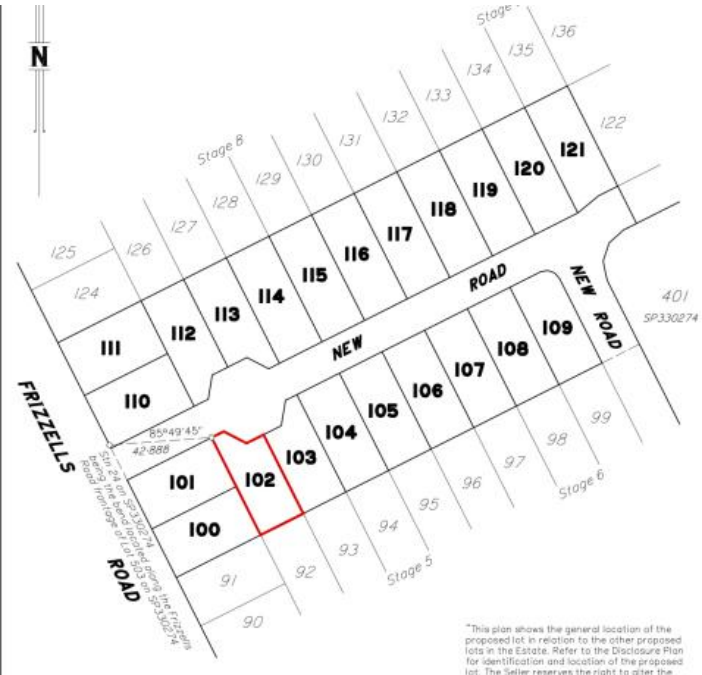 N
Stage
136
135
134
133
132
131
130
129
128
127
126
125
124
Stage 8
122
121
120
119
118
117
116
115
114
113
112
111
110
NEW
ROAD
NEW
ROAD
401
SP330274
FRIZZELLS
ROAD
85°49'45"
42·888
Stn 24 on SP330274
being the bend located along the Frizzells
Road frontage of Lot 503 on SP330274
101
102
103
104
105
106
107
108
109
100
91
92
93
94
95
96
97
98
99
90
Stage 5
Stage 6
"This plan shows the general location of the
proposed lot in relation to the other proposed
lots in the Estate. Refer to the Disclosure Plan
for identification and location of the proposed
lot. The Seller reserves the right to alter the